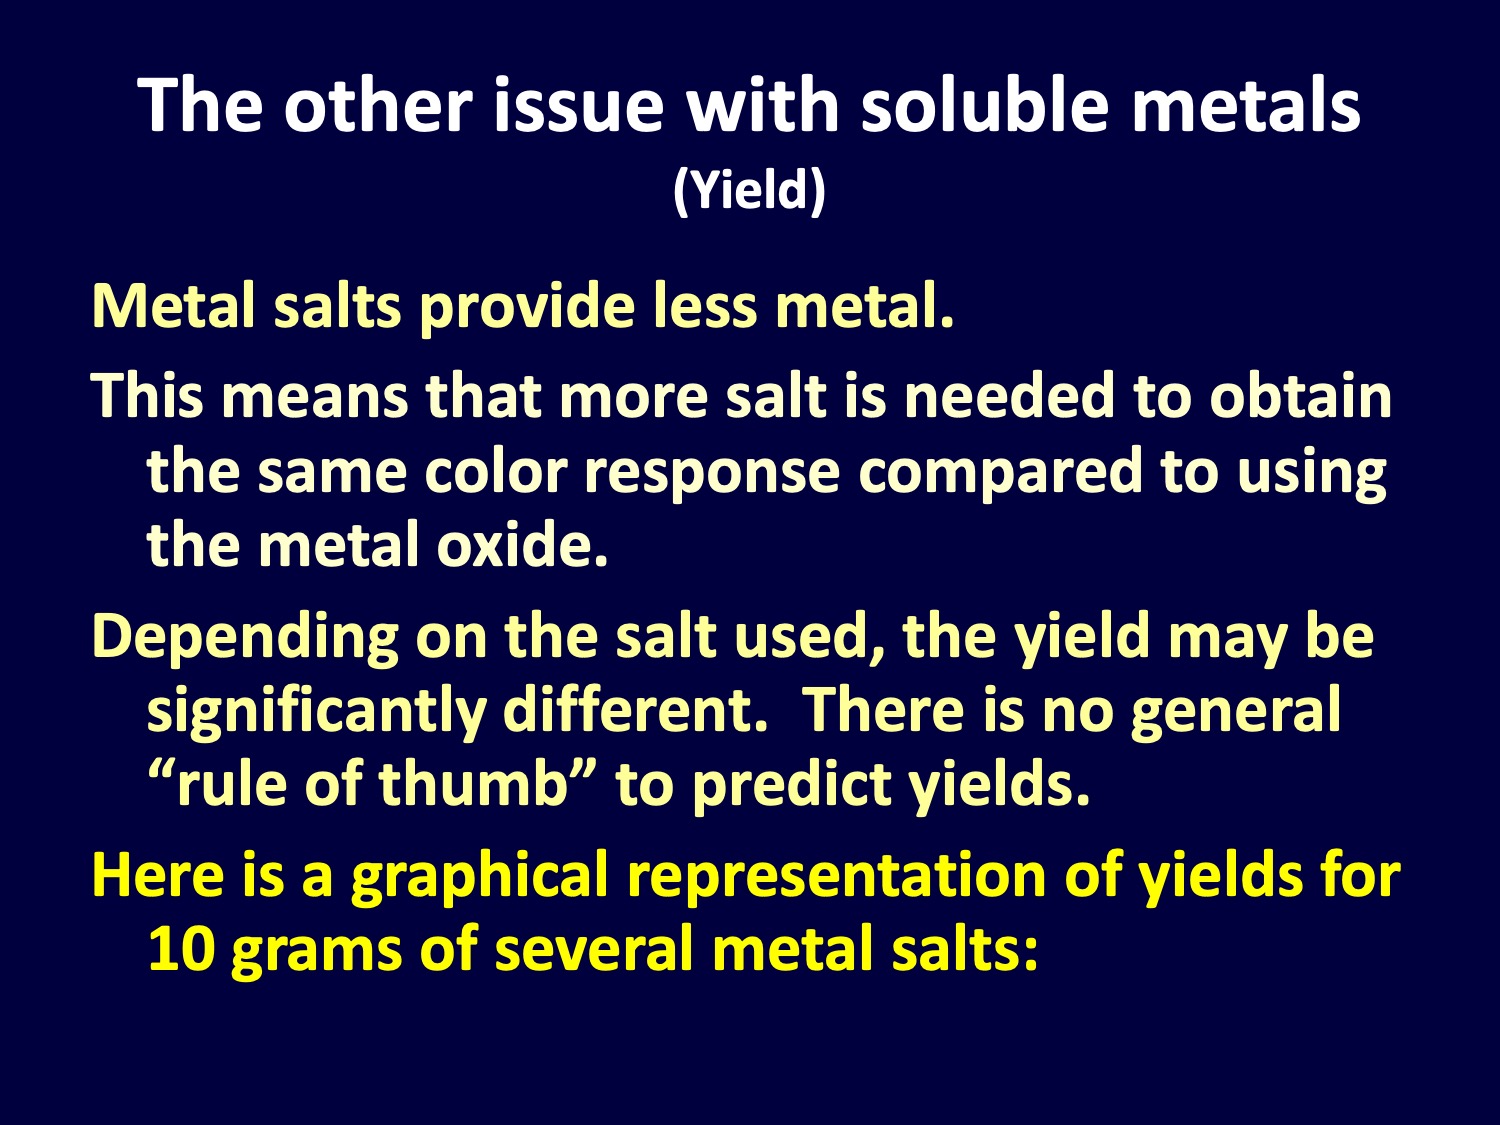 The other issue with soluble metals
(Yield)
Metal salts provide less metal.
This means that more salt is needed to obtain
the same color response compared to using
the metal oxide.
Depending on the salt used, the yield may be
significantly different.  There is no general
“rule of thumb” to predict yields.
Here is a graphical representation of yields for
10 grams of several metal salts: